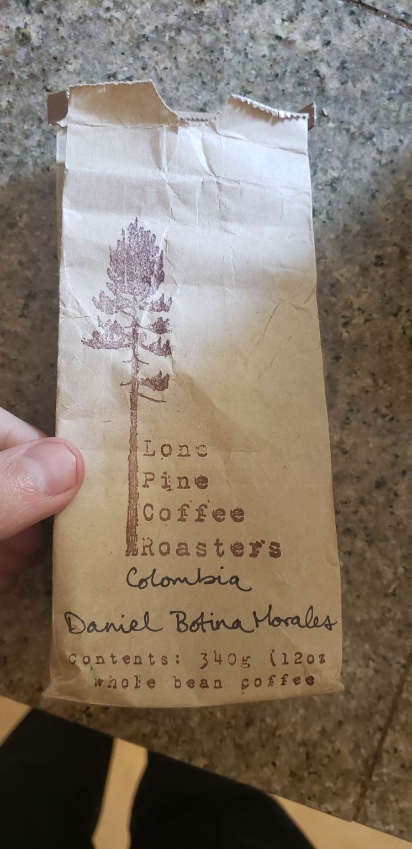 Lone
Pine
Coffee
Roasters
Colombia
Daniel Botina Morales
Contents: 340g (12oz
whole bean coffee